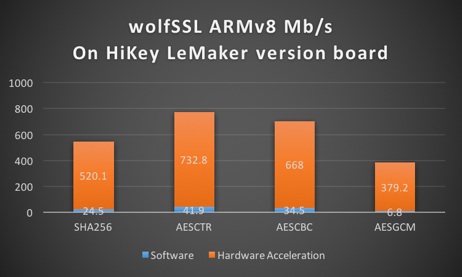 wolfSSL ARMv8 Mb/s
On HiKey LeMaker version board
1000
800
600
400
200
0
520.1
732.8
668
379.2
24.5
41.9
34.5
6.8
SHA256
AESCTR
AESCBC
AESGCM
Software
Hardware Acceleration